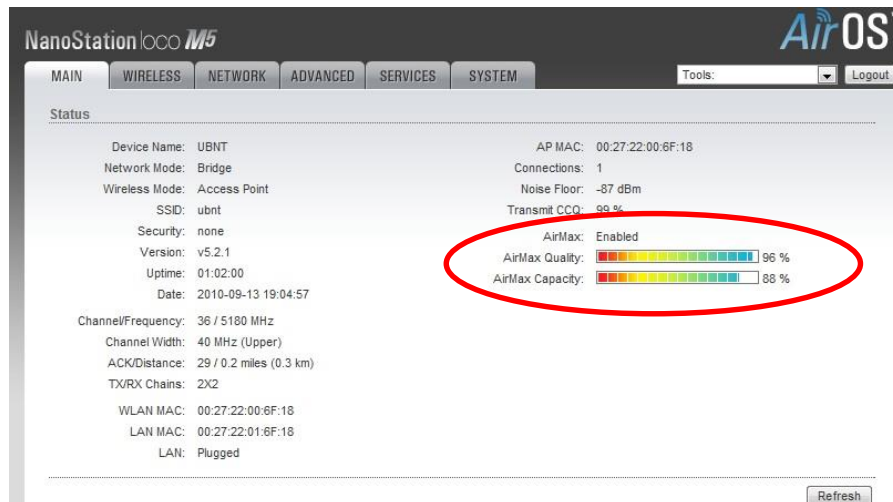 NanoStation loco M5
AirOS
MAIN WIRELESS NETWORK ADVANCED SERVICES SYSTEM
Tools: Logout
Status
Device Name: UBNT
Network Mode: Bridge
Wireless Mode: Access Point
SSID: ubnt
Security: none
Version: v5.2.1
Uptime: 01:02:00
Date: 2010-09-13 19:04:57
Channel/Frequency: 36 / 5180 MHz
Channel Width: 40 MHz (Upper)
ACK/Distance: 29 / 0.2 miles (0.3 km)
TX/RX Chains: 2X2
WLAN MAC: 00:27:22:00:6F:18
LAN MAC: 00:27:22:01:6F:18
LAN: Plugged
AP MAC: 00:27:22:00:6F:18
Connections: 1
Noise Floor: -87 dBm
Transmit CCQ: 99 %
AirMax: Enabled
AirMax Quality: 96 %
AirMax Capacity: 88 %
Refresh